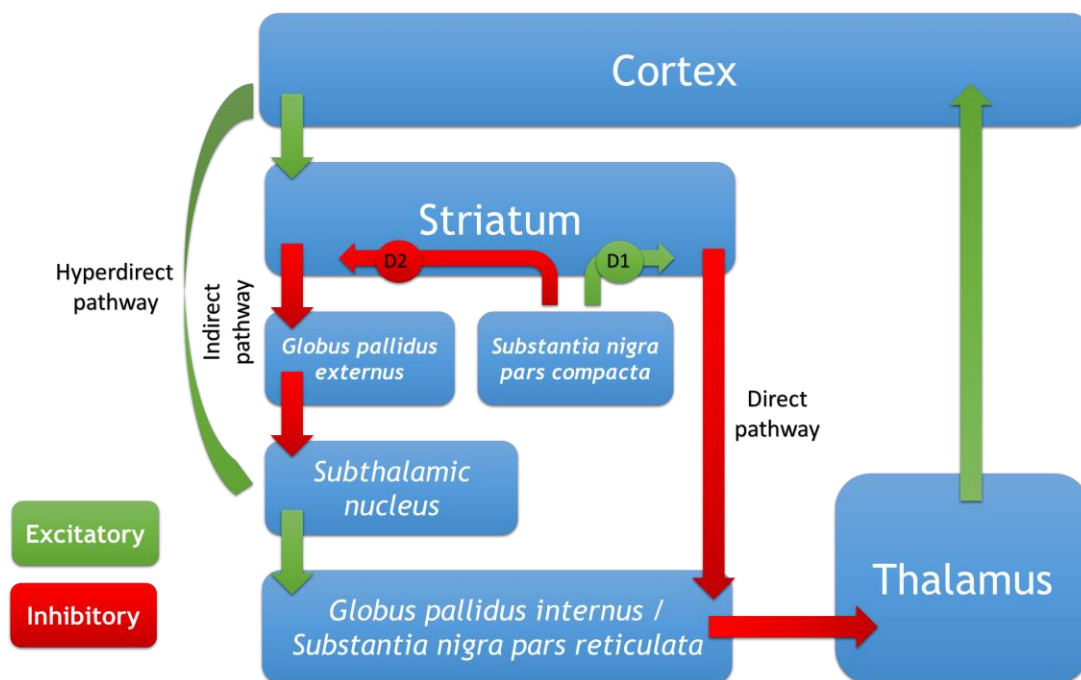 Cortex
Striatum
D2
D1
Hyperdirect
pathway
Indirect
pathway
Globus pallidus
externus
Substantia nigra
pars compacta
Direct
pathway
Subthalamic
nucleus
Excitatory
Inhibitory
Globus pallidus internus /
Substantia nigra pars reticulata
Thalamus